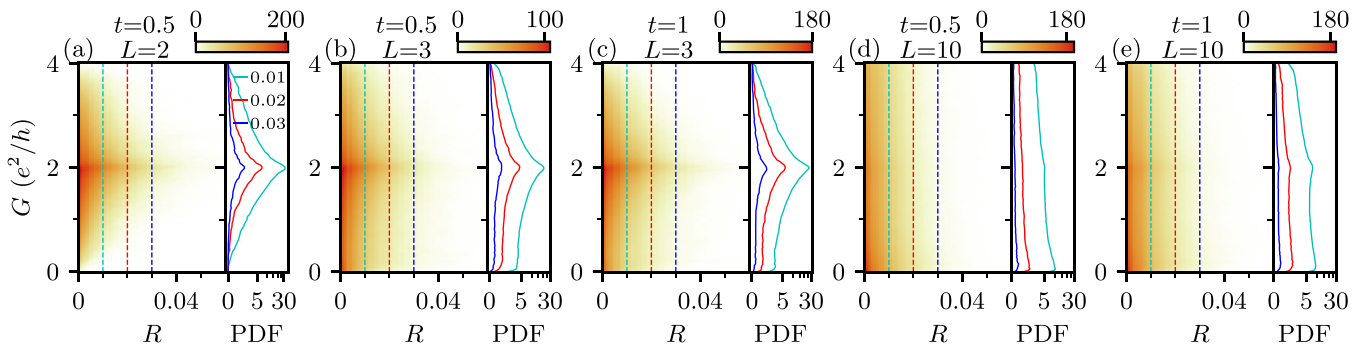 t=0.5 0 200 t=0.5 0 100 t=1 0 180 t=0.5 0 180 t=1 0 180
(a) L=2 (b) L=3 (c) L=3 (d) L=10 (e) L=10
4 4 4 4 4
0.01
0.02
0.03
G (e²/h)
2 2 2 2 2
0 0 0 0 0
0 0.04 0 5 30 0 0.04 0 5 30 0 0.04 0 5 30 0 0.04 0 5 30 0 0.04 0 5 30
R PDF R PDF R PDF R PDF R PDF